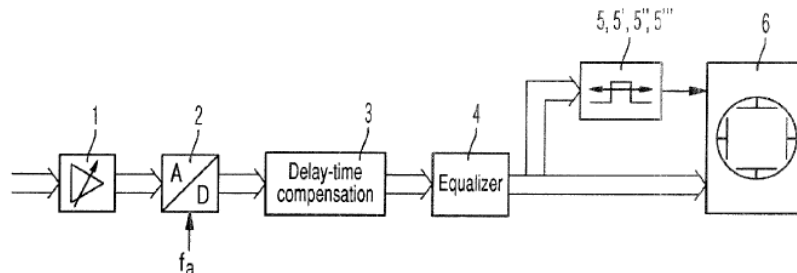 5, 5', 5'', 5'''
6
1
2
3
4
A
D
Delay-time
compensation
Equalizer
fa